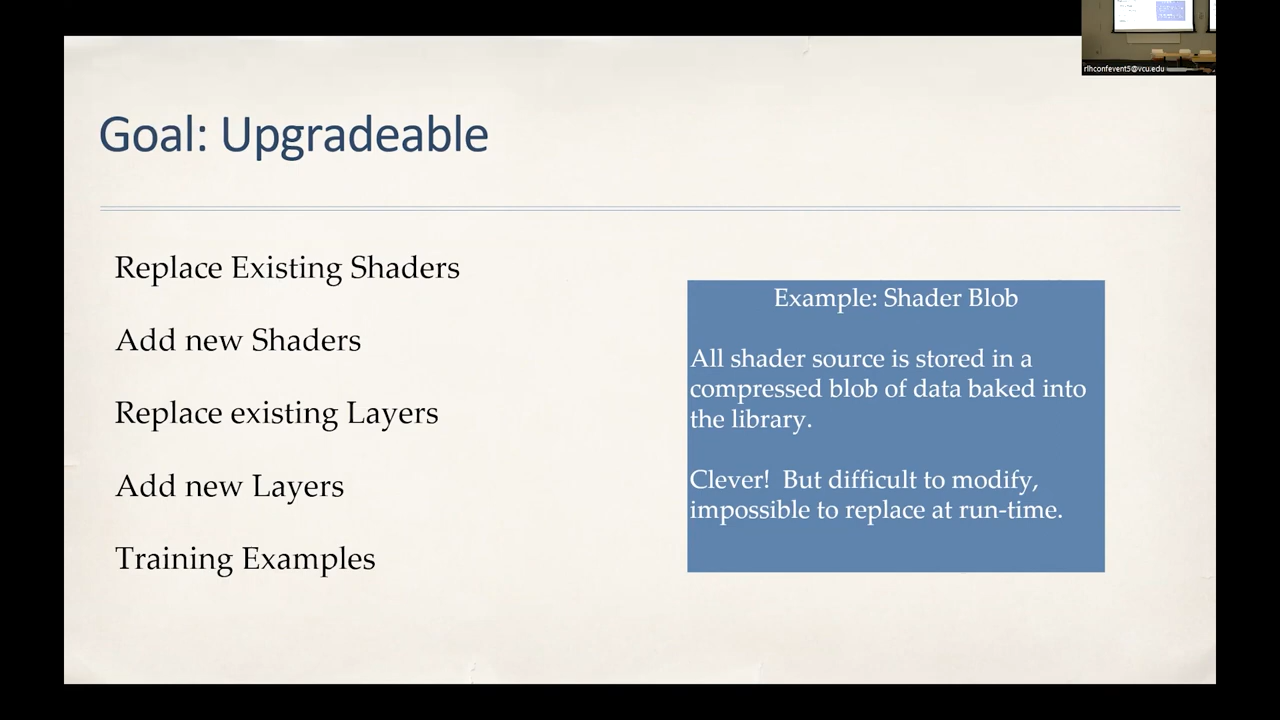 rlhconfevent5@vcu.edu
Goal: Upgradeable
Replace Existing Shaders
Add new Shaders
Replace existing Layers
Add new Layers
Training Examples
Example: Shader Blob
All shader source is stored in a
compressed blob of data baked into
the library.
Clever!  But difficult to modify,
impossible to replace at run-time.